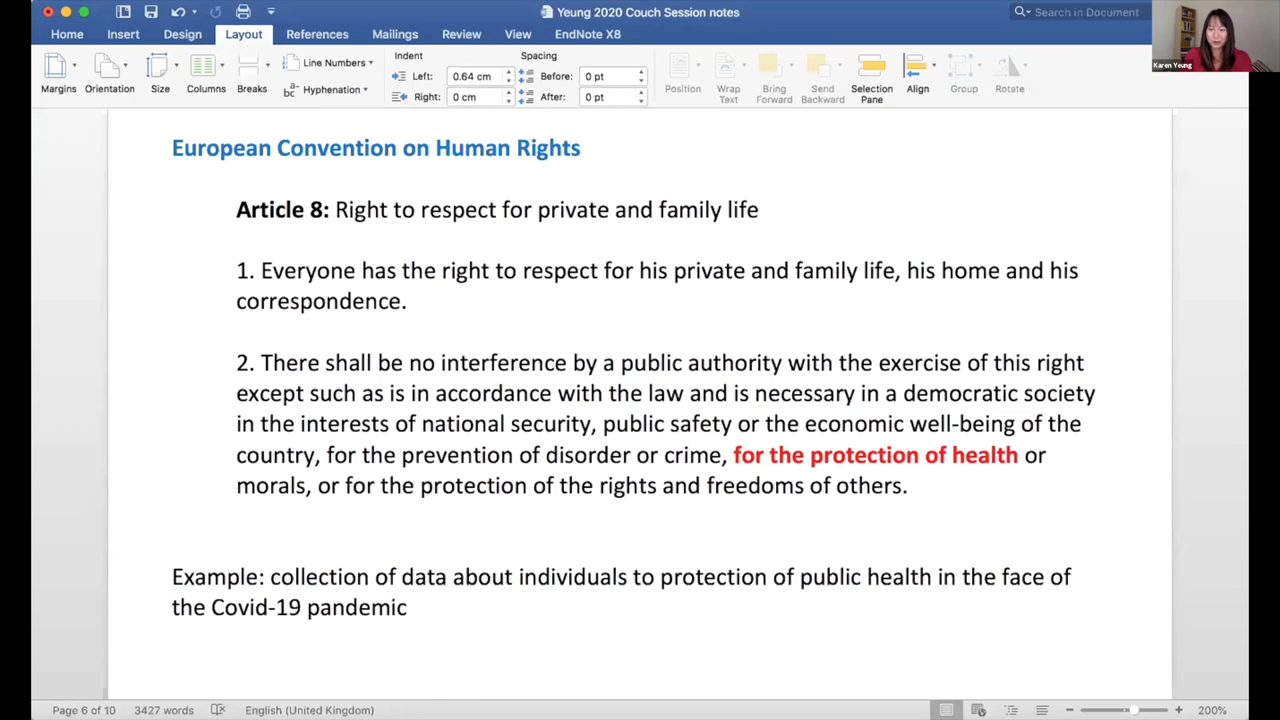 Yeung 2020 Couch Session notes
Search in Document
Home Insert Design Layout References Mailings Review View EndNote X8
Karen Yeung
Indent Spacing
Line Numbers Left: 0.64 cm Before: 0 pt
Margins Orientation Size Columns Breaks Hyphenation Right: 0 cm After: 0 pt
Position Wrap Text Bring Forward Send Backward Selection Pane Align Group Rotate
European Convention on Human Rights
Article 8: Right to respect for private and family life
1. Everyone has the right to respect for his private and family life, his home and his
correspondence.
2. There shall be no interference by a public authority with the exercise of this right
except such as is in accordance with the law and is necessary in a democratic society
in the interests of national security, public safety or the economic well-being of the
country, for the prevention of disorder or crime, for the protection of health or
morals, or for the protection of the rights and freedoms of others.
Example: collection of data about individuals to protection of public health in the face of
the Covid-19 pandemic
Page 6 of 10 3427 words English (United Kingdom) 200%